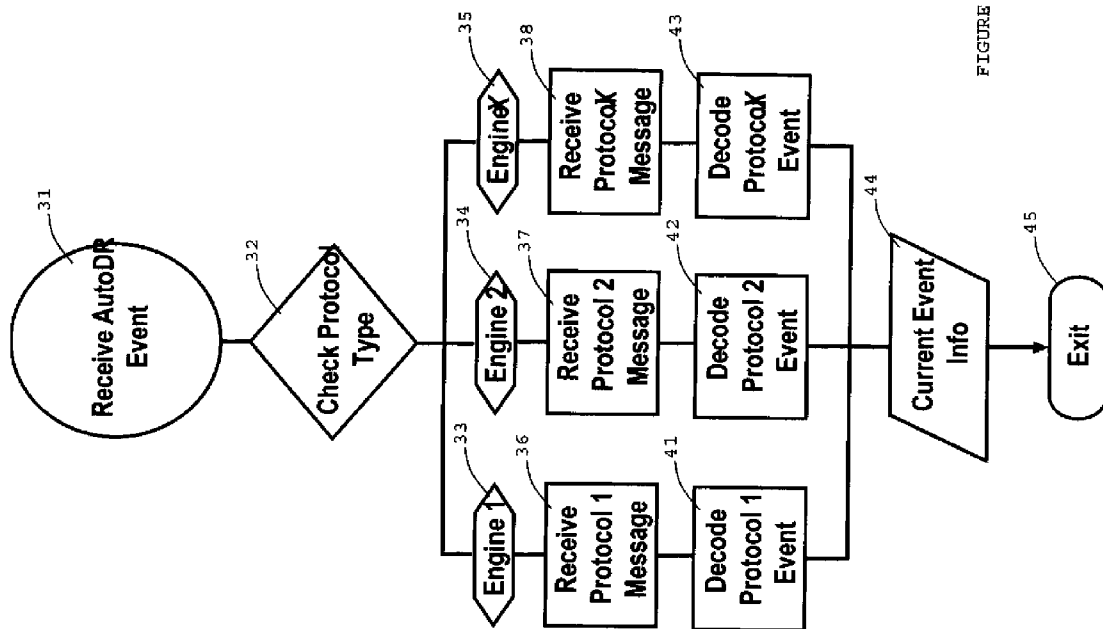 31
Receive AutoDR
Event
32
Check Protocol
Type
33
Engine 1
34
Engine 2
35
EngineX
36
Receive
Protocol 1
Message
37
Receive
Protocol 2
Message
38
Receive
ProtocolX
Message
41
Decode
Protocol 1
Event
42
Decode
Protocol 2
Event
43
Decode
ProtocolX
Event
44
Current Event
Info
45
Exit
FIGURE